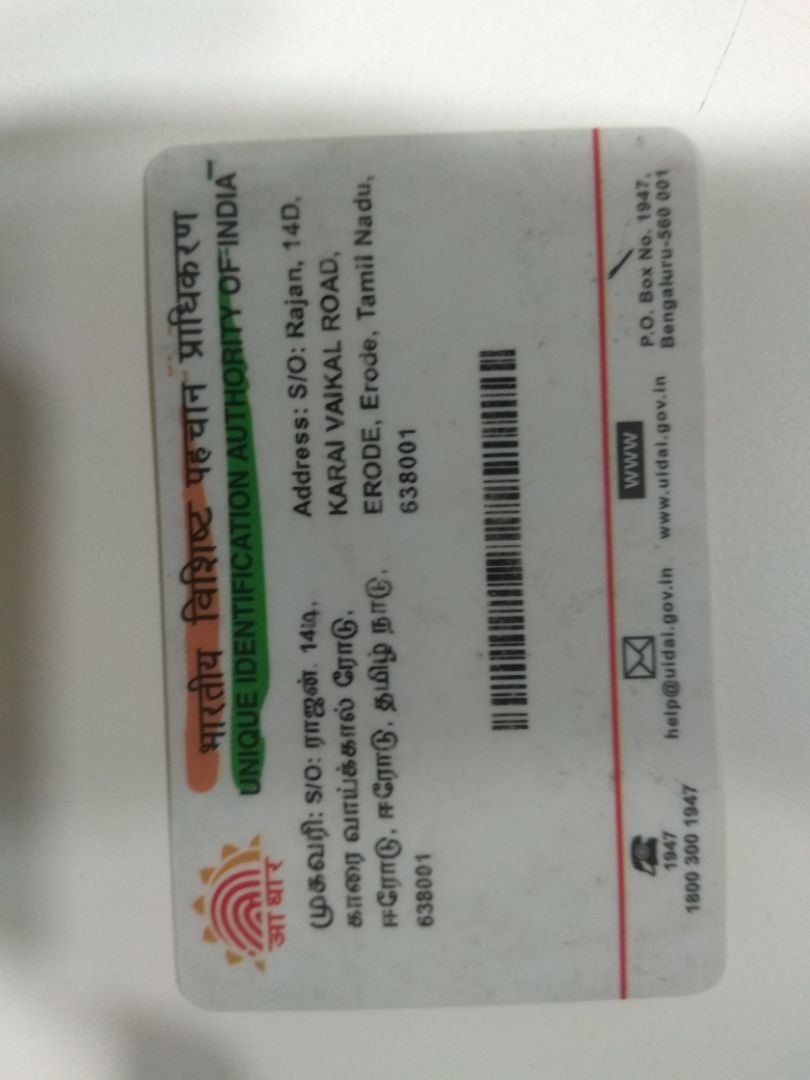 भारतीय विशिष्ट पहचान प्राधिकरण
UNIQUE IDENTIFICATION AUTHORITY OF INDIA
आधार
முகவரி: S/O: ராஜன், 14டி,
காரை வாய்க்கால் ரோடு,
ஈரோடு, ஈரோடு, தமிழ் நாடு,
638001
Address: S/O: Rajan, 14D,
KARAI VAIKAL ROAD,
ERODE, Erode, Tamil Nadu,
638001
1947
1800 300 1947
help@uidai.gov.in
WWW
www.uidai.gov.in
P.O. Box No. 1947,
Bengaluru-560 001